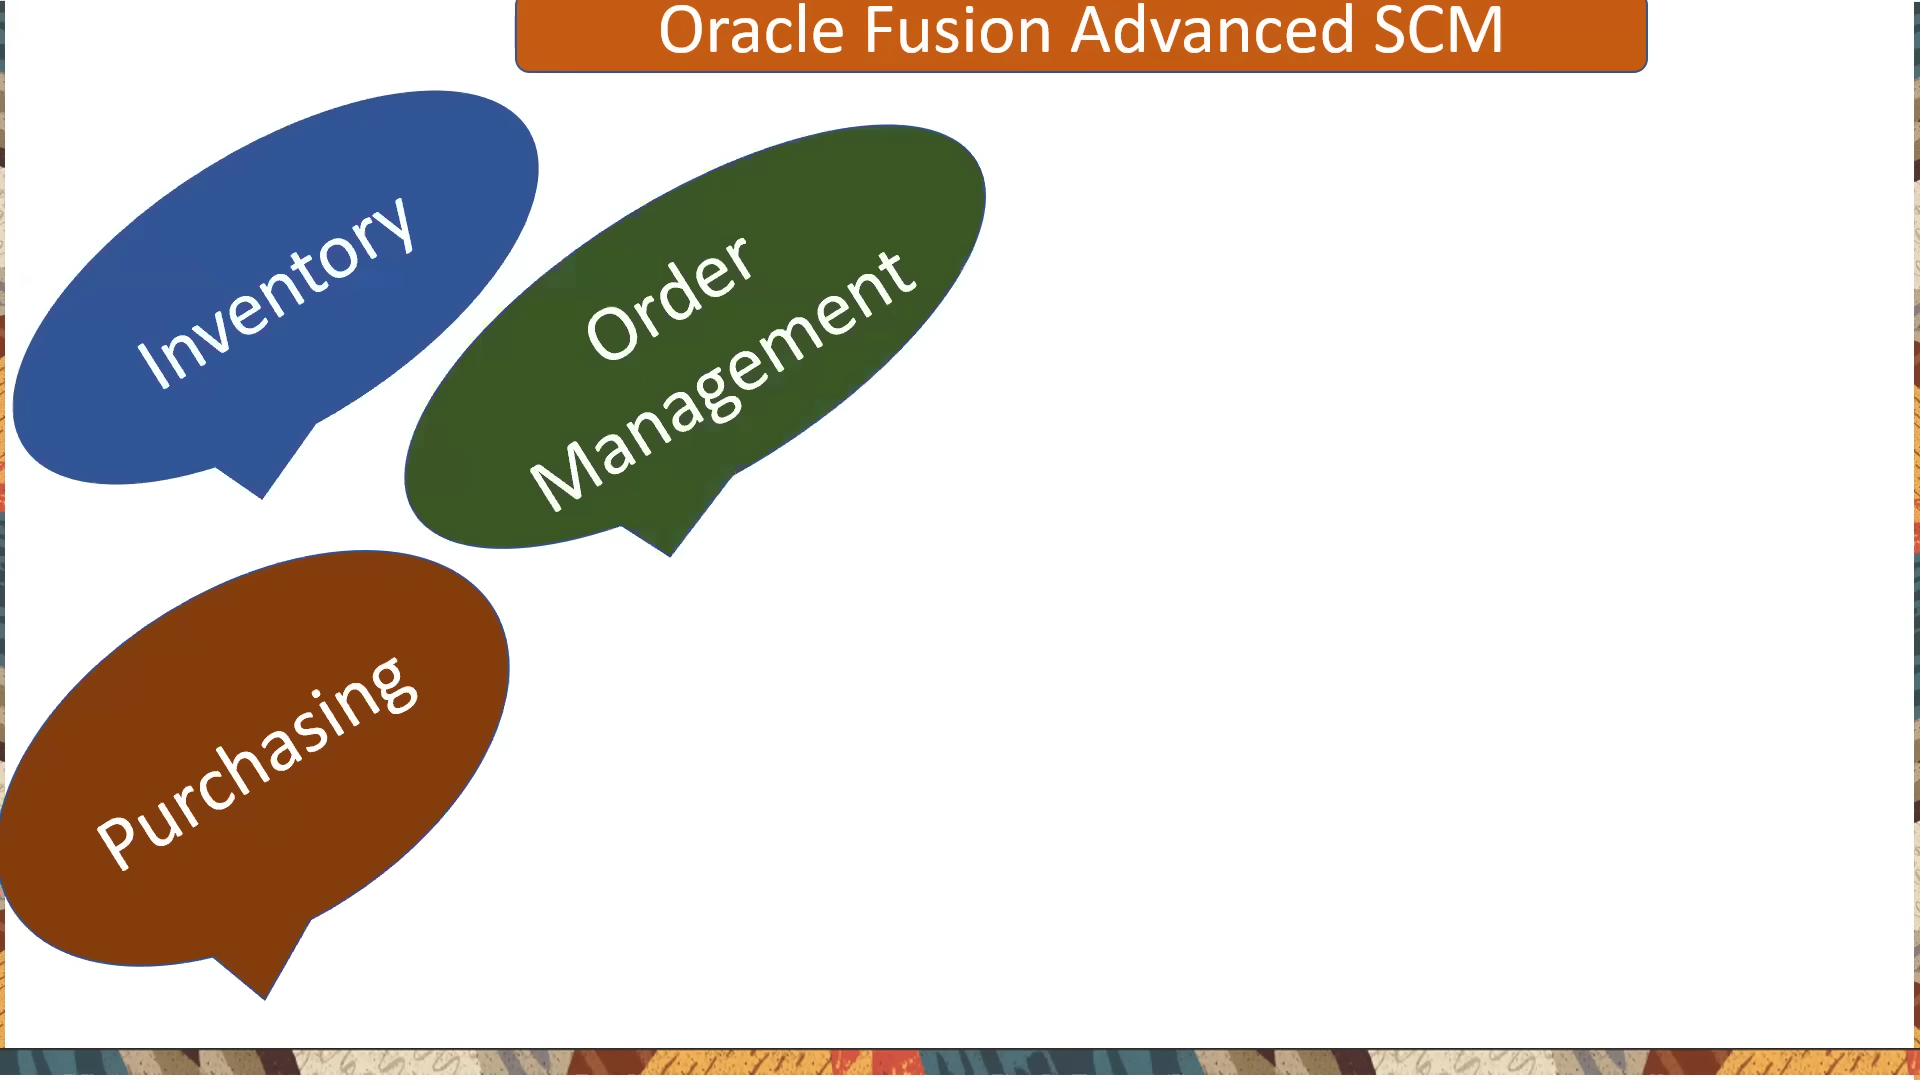 Oracle Fusion Advanced SCM
Inventory
Order
Management
Purchasing